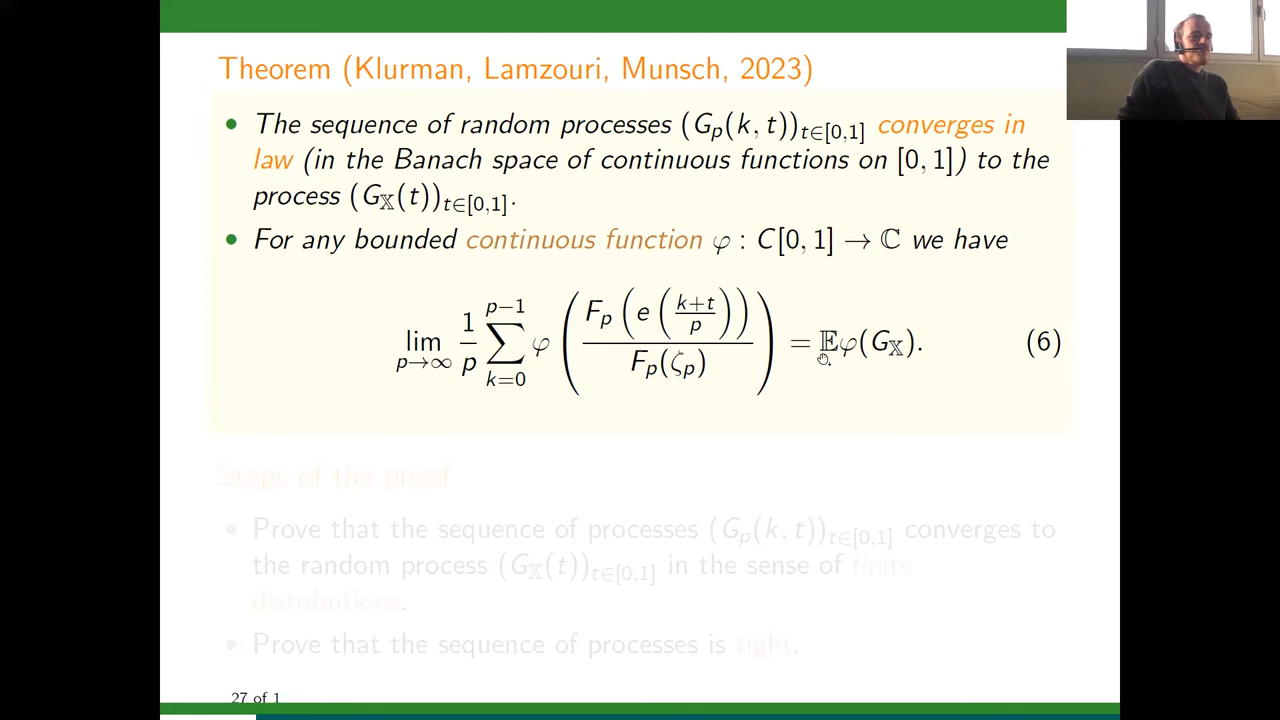 Theorem (Klurman, Lamzouri, Munsch, 2023)
• The sequence of random processes (G_p(k, t))_{t∈[0,1]} converges in
law (in the Banach space of continuous functions on [0, 1]) to the
process (G_𝕏(t))_{t∈[0,1]}.
• For any bounded continuous function φ : C[0, 1] → ℂ we have
lim_{p→∞} 1/p ∑_{k=0}^{p−1} φ ( F_p ( e ( (k+t)/p ) ) / F_p(ζ_p) ) = 𝔼φ(G_𝕏). (6)
Steps of the proof
• Prove that the sequence of processes (G_p(k, t))_{t∈[0,1]} converges to
the random process (G_𝕏(t))_{t∈[0,1]} in the sense of finite
distributions.
• Prove that the sequence of processes is tight.
27 of 1